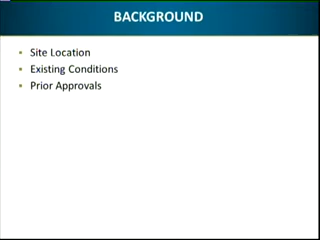 BACKGROUND
Site Location
Existing Conditions
Prior Approvals